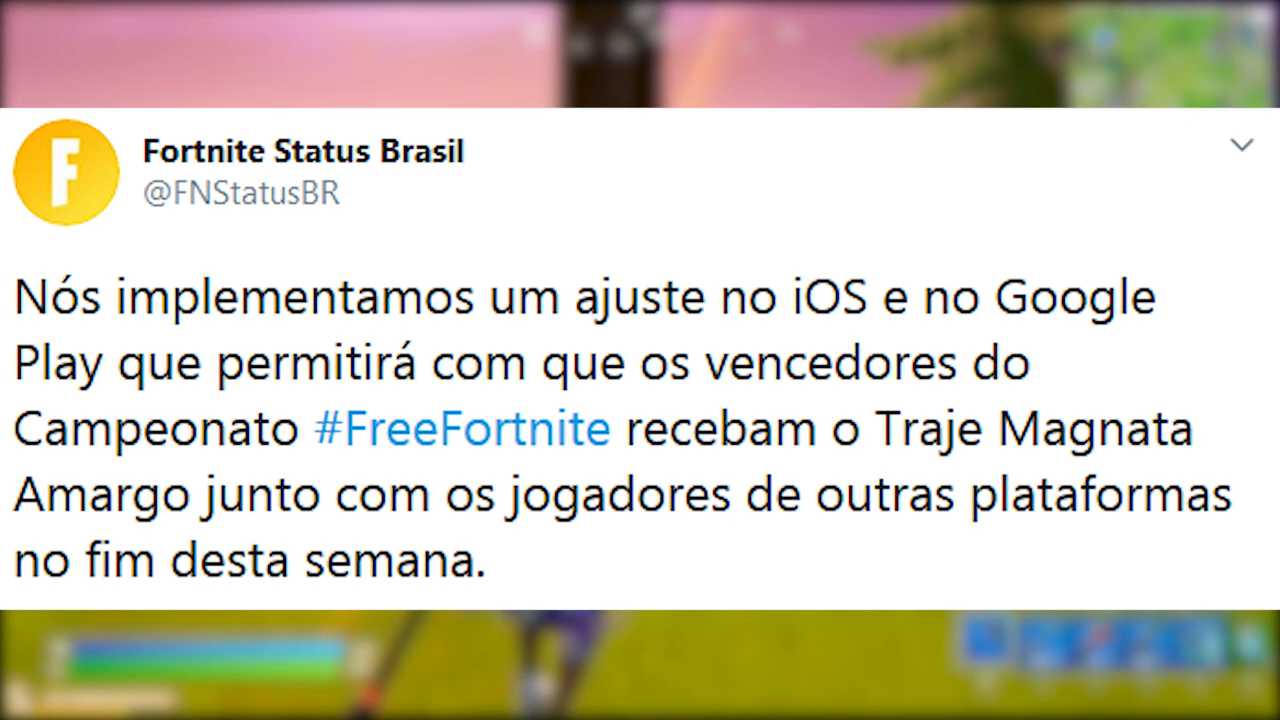 Fortnite Status Brasil
@FNStatusBR
Nós implementamos um ajuste no iOS e no Google
Play que permitirá com que os vencedores do
Campeonato #FreeFortnite recebam o Traje Magnata
Amargo junto com os jogadores de outras plataformas
no fim desta semana.